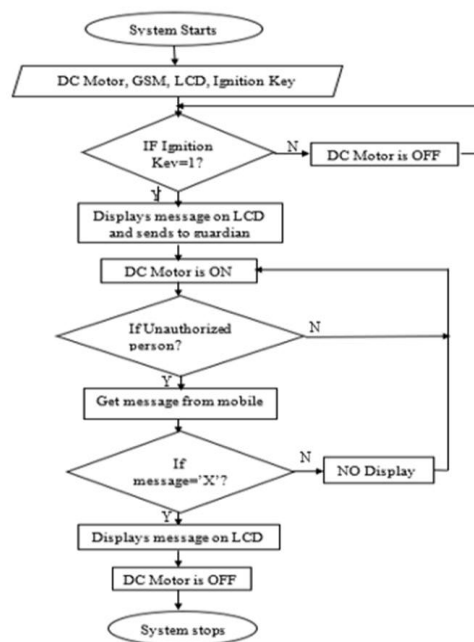 System Starts
DC Motor, GSM, LCD, Ignition Key
IF Ignition
Key=1?
N
DC Motor is OFF
Y
Displays message on LCD
and sends to guardian
DC Motor is ON
If Unauthorized
person?
N
Y
Get message from mobile
If
message='X'?
N
NO Display
Y
Displays message on LCD
DC Motor is OFF
System stops